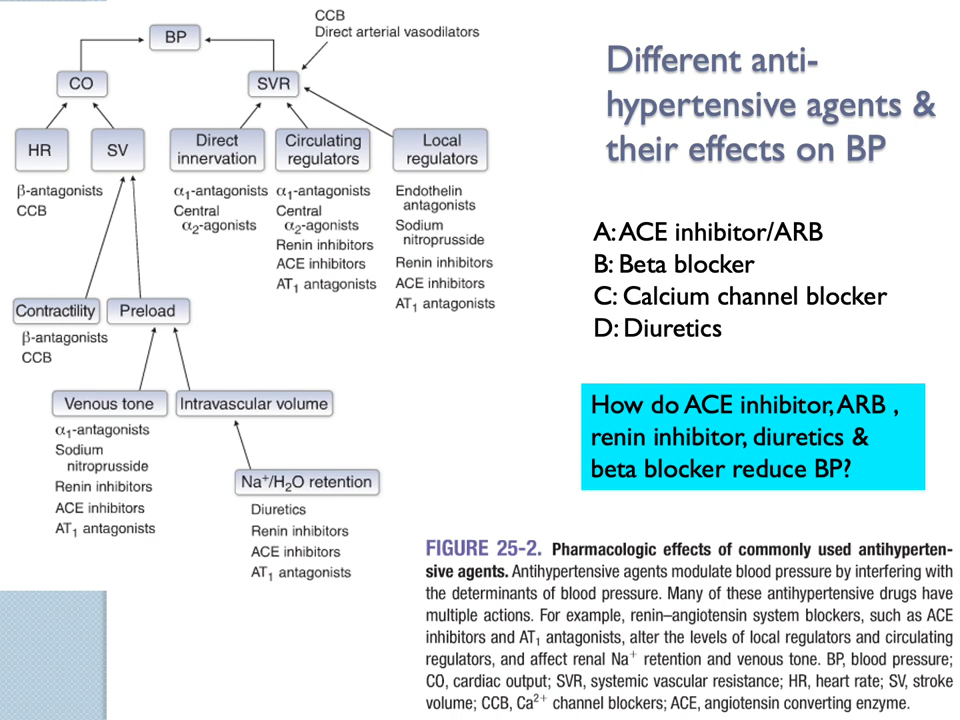 BP
CCB
Direct arterial vasodilators
CO
SVR
HR
SV
Direct
innervation
Circulating
regulators
Local
regulators
β-antagonists
CCB
α1-antagonists
Central
α2-agonists
α1-antagonists
Central
α2-agonists
Renin inhibitors
ACE inhibitors
AT1 antagonists
Endothelin
antagonists
Sodium
nitroprusside
Renin inhibitors
ACE inhibitors
AT1 antagonists
Contractility
Preload
β-antagonists
CCB
Venous tone
Intravascular volume
α1-antagonists
Sodium
nitroprusside
Renin inhibitors
ACE inhibitors
AT1 antagonists
Na+/H2O retention
Diuretics
Renin inhibitors
ACE inhibitors
AT1 antagonists
Different anti-
hypertensive agents &
their effects on BP
A: ACE inhibitor/ARB
B: Beta blocker
C: Calcium channel blocker
D: Diuretics
How do ACE inhibitor, ARB ,
renin inhibitor, diuretics &
beta blocker reduce BP?
FIGURE 25-2. Pharmacologic effects of commonly used antihyperten-
sive agents. Antihypertensive agents modulate blood pressure by interfering with
the determinants of blood pressure. Many of these antihypertensive drugs have
multiple actions. For example, renin–angiotensin system blockers, such as ACE
inhibitors and AT1 antagonists, alter the levels of local regulators and circulating
regulators, and affect renal Na+ retention and venous tone. BP, blood pressure;
CO, cardiac output; SVR, systemic vascular resistance; HR, heart rate; SV, stroke
volume; CCB, Ca2+ channel blockers; ACE, angiotensin converting enzyme.